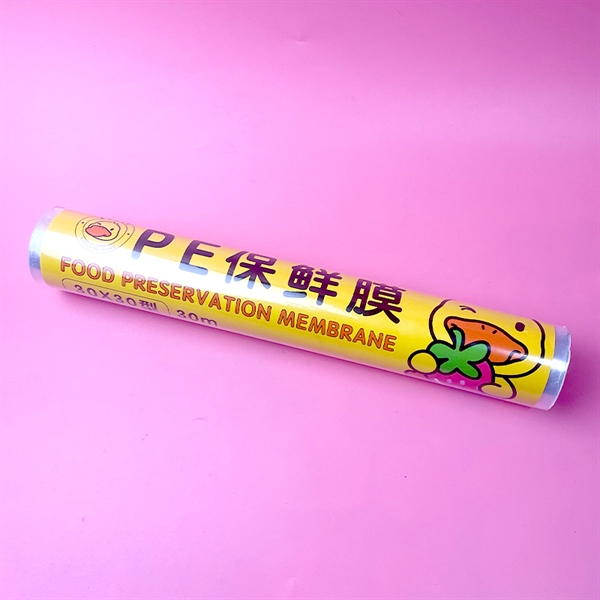 PE保鲜膜
FOOD PRESERVATION MEMBRANE
30X30型 30m